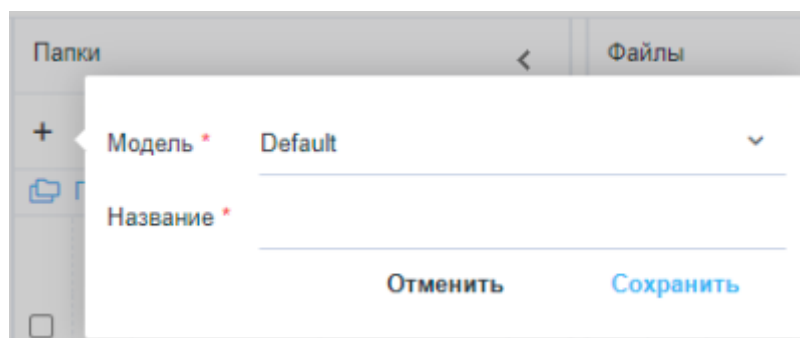 Папки
Файлы
Модель * Default
Название *
Отменить Сохранить